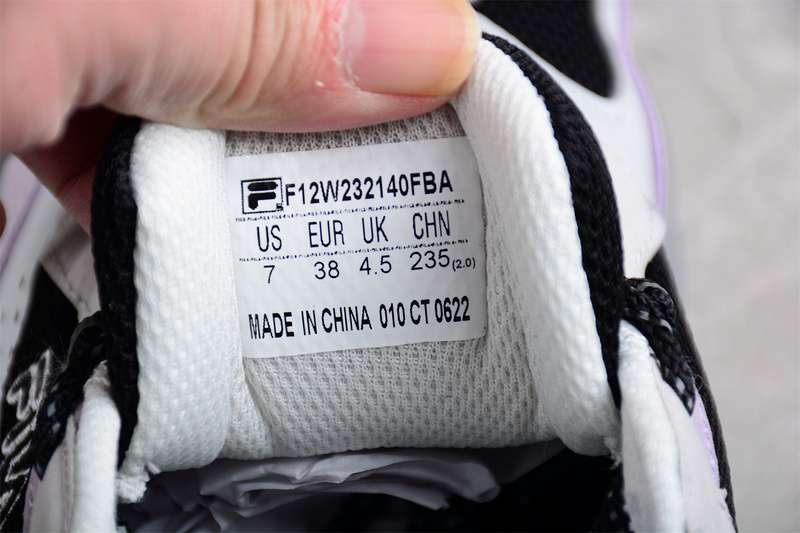 F F12W232140FBA
US EUR UK CHN
7 38 4.5 235(2.0)
MADE IN CHINA 010 CT 0622